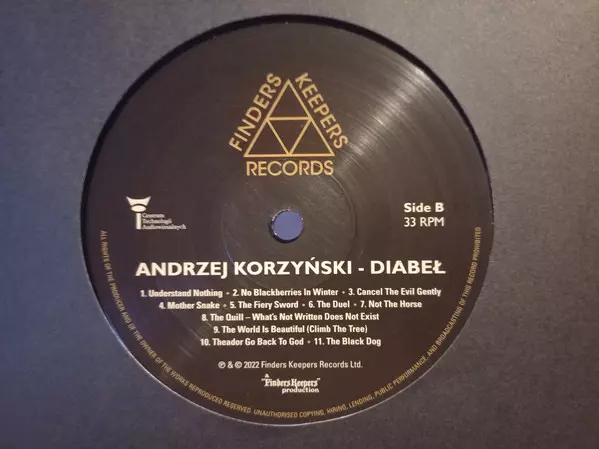 FINDERS KEEPERS
RECORDS
Centrum
Technologii
Audiowizualnych
Side B
33 RPM
ANDRZEJ KORZYŃSKI - DIABEŁ
1. Understand Nothing • 2. No Blackberries In Winter • 3. Cancel The Evil Gently
4. Mother Snake • 5. The Fiery Sword • 6. The Duel • 7. Not The Horse
8. The Quill – What's Not Written Does Not Exist
9. The World Is Beautiful (Climb The Tree)
10. Theador Go Back To God • 11. The Black Dog
℗ & © 2022 Finders Keepers Records Ltd.
A
"Finders Keepers"
production
ALL RIGHTS OF THE PRODUCER AND OF THE OWNER OF THE WORKS REPRODUCED RESERVED. UNAUTHORISED COPYING, HIRING, LENDING, PUBLIC PERFORMANCE, AND BROADCASTING OF THIS RECORD PROHIBITED